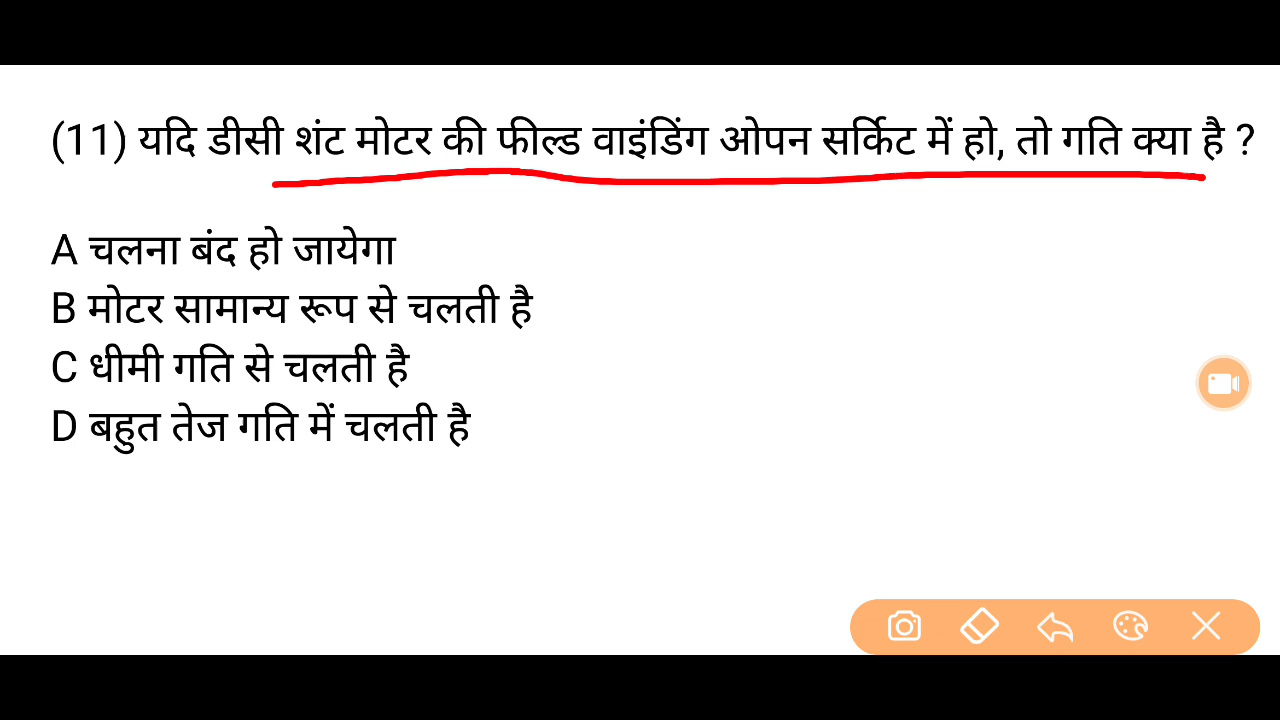 (11) यदि डीसी शंट मोटर की फील्ड वाइंडिंग ओपन सर्किट में हो, तो गति क्या है ?
A चलना बंद हो जायेगा
B मोटर सामान्य रूप से चलती है
C धीमी गति से चलती है
D बहुत तेज गति में चलती है